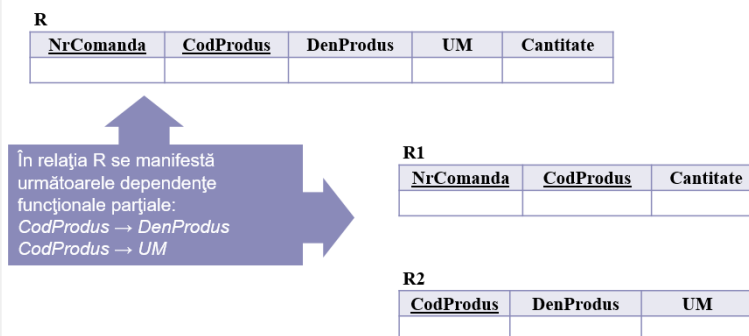 R
NrComanda CodProdus DenProdus UM Cantitate
În relaţia R se manifestă
următoarele dependenţe
funcţionale parţiale:
CodProdus → DenProdus
CodProdus → UM
R1
NrComanda CodProdus Cantitate
R2
CodProdus DenProdus UM